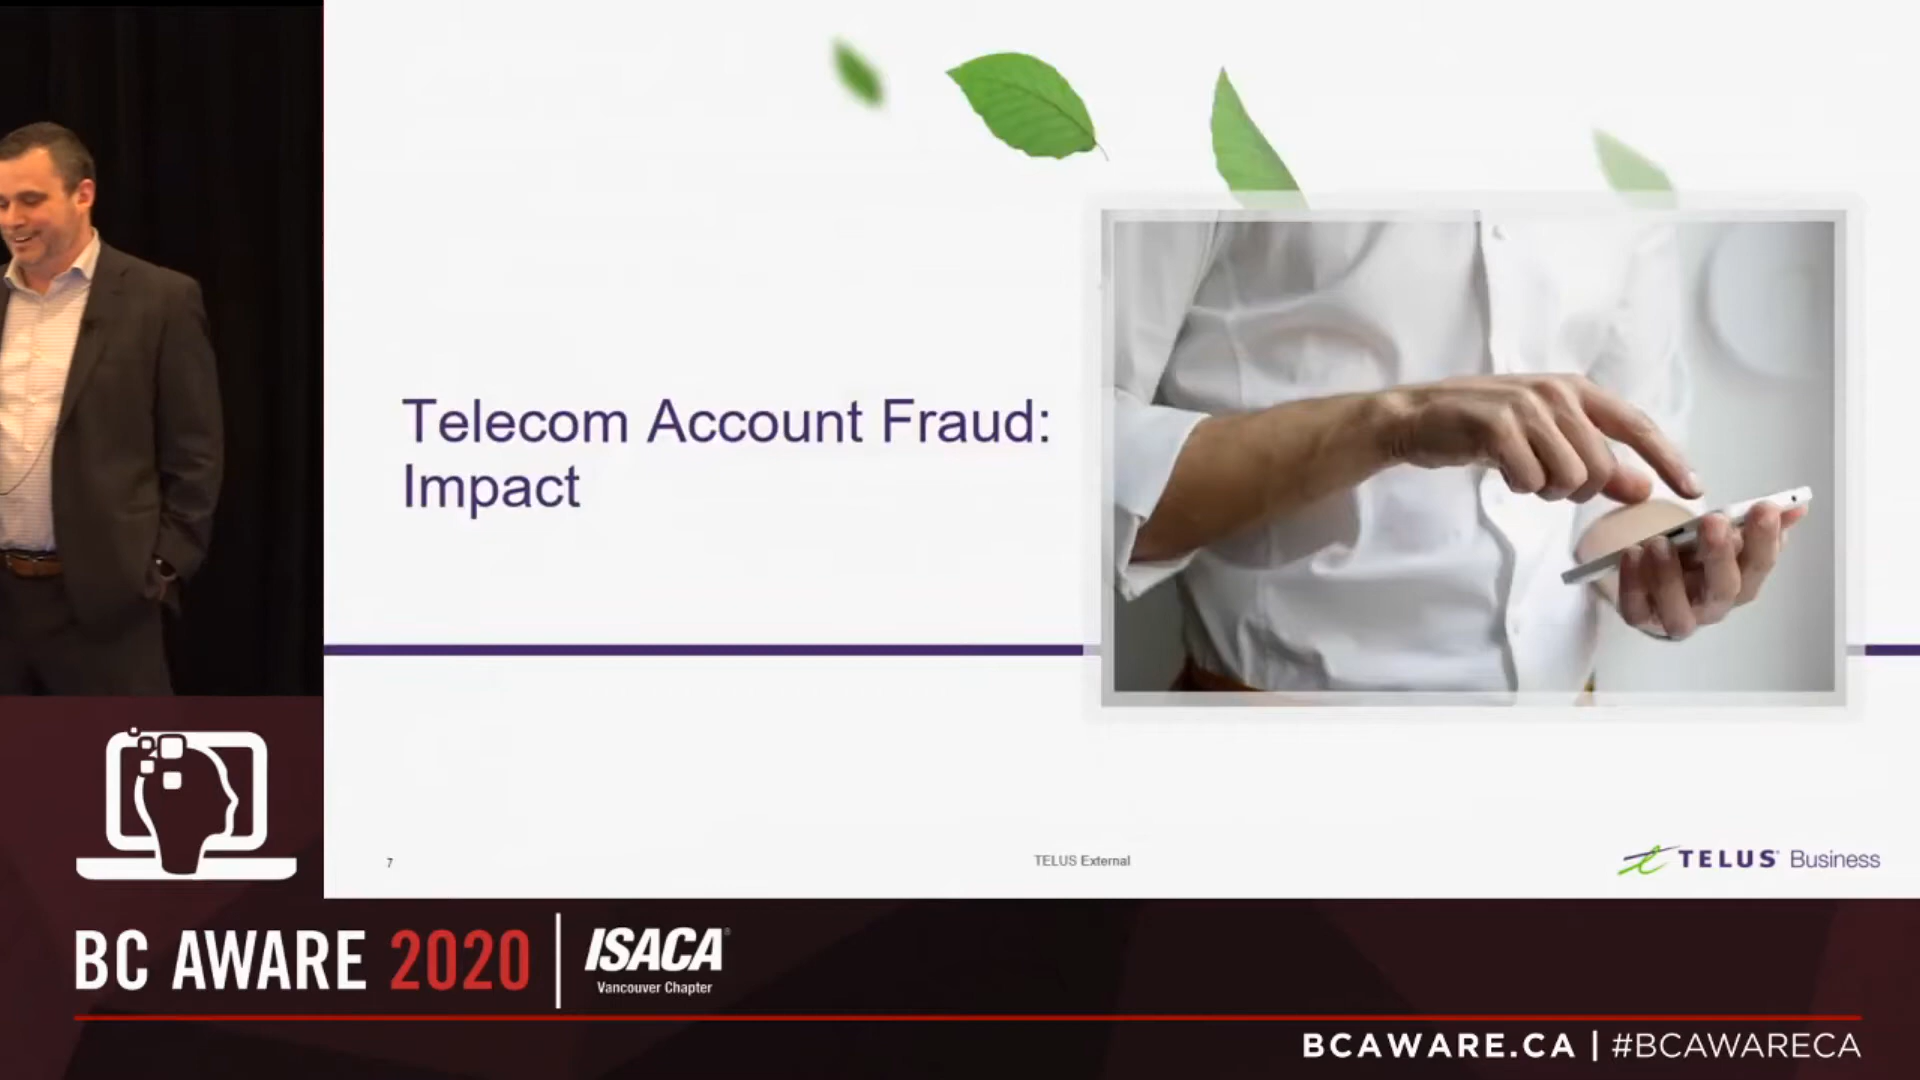 Telecom Account Fraud:
Impact
7
TELUS External
TELUS Business
BC AWARE 2020
ISACA
Vancouver Chapter
BCAWARE.CA | #BCAWARECA